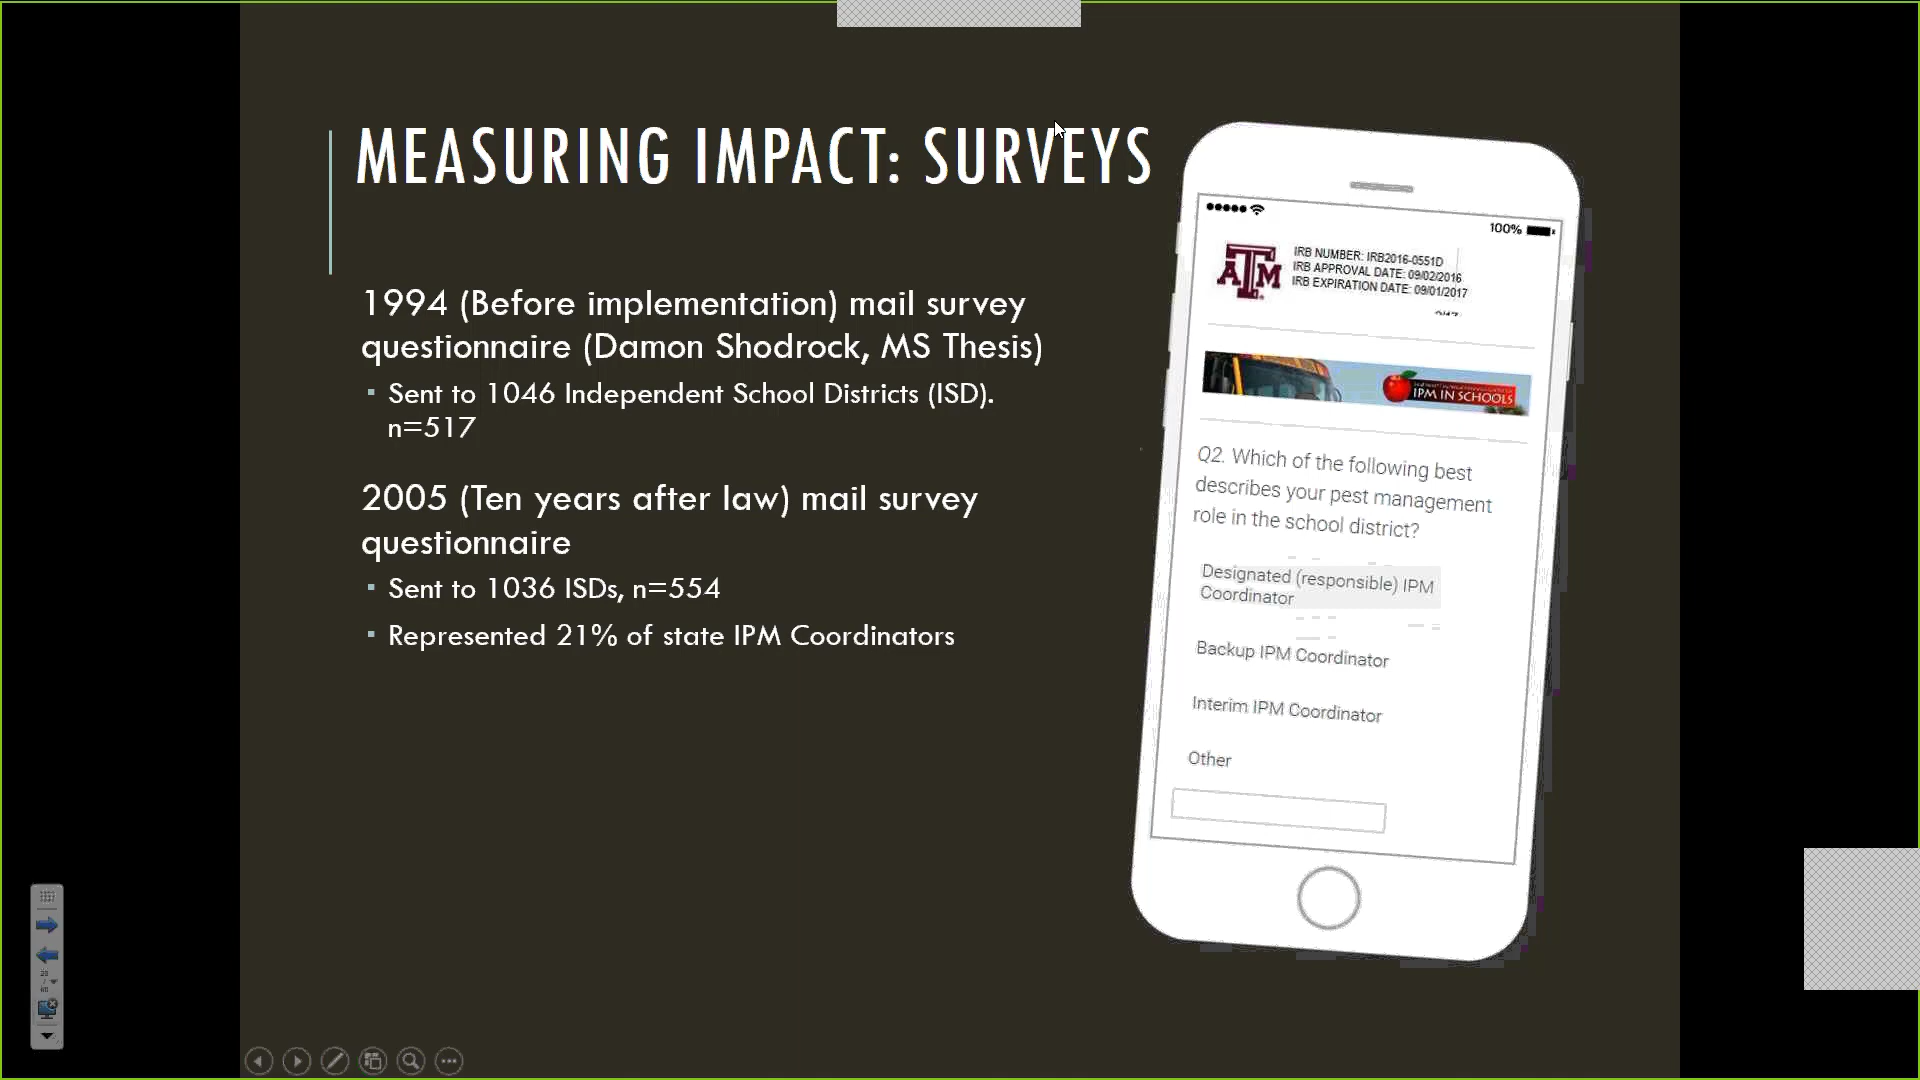 MEASURING IMPACT: SURVEYS
1994 (Before implementation) mail survey
questionnaire (Damon Shodrock, MS Thesis)
▪ Sent to 1046 Independent School Districts (ISD).
n=517
2005 (Ten years after law) mail survey
questionnaire
▪ Sent to 1036 ISDs, n=554
▪ Represented 21% of state IPM Coordinators
100%
ATM
IRB NUMBER: IRB2016-0551D
IRB APPROVAL DATE: 09/02/2016
IRB EXPIRATION DATE: 09/01/2017
IPM IN SCHOOLS
Q2. Which of the following best
describes your pest management
role in the school district?
Designated (responsible) IPM
Coordinator
Backup IPM Coordinator
Interim IPM Coordinator
Other